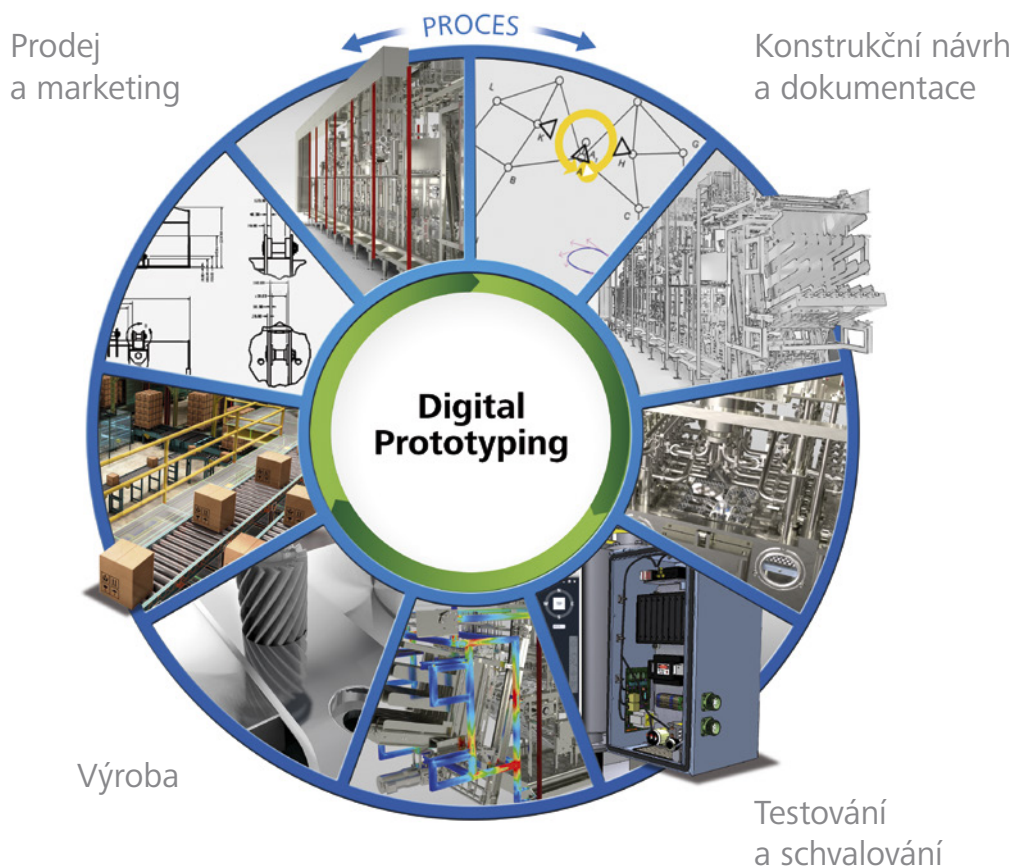 PROCES
Prodej
a marketing
Konstrukční návrh
a dokumentace
L
K
A
H
G
B
C
Digital
Prototyping
Výroba
Testování
a schvalování